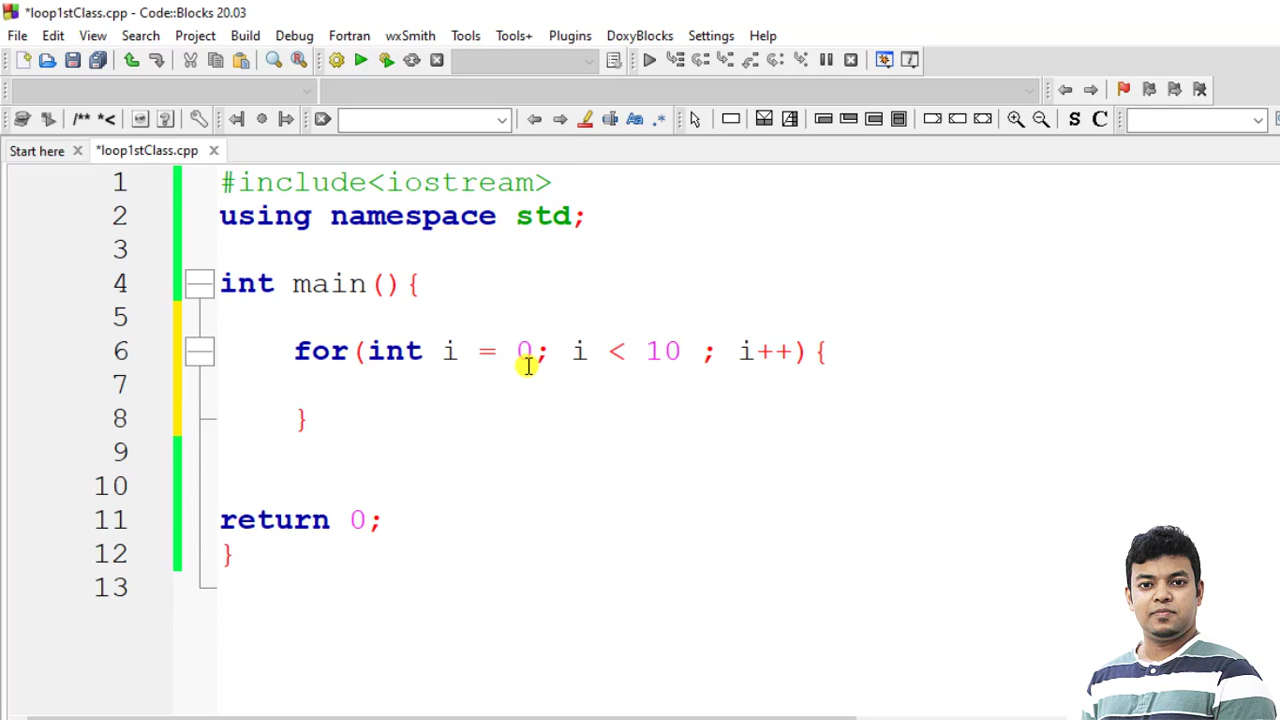 *loop1stClass.cpp - Code::Blocks 20.03
File Edit View Search Project Build Debug Fortran wxSmith Tools Tools+ Plugins DoxyBlocks Settings Help
/** *<
Aa .* S C
Start here *loop1stClass.cpp
1 #include<iostream>
2 using namespace std;
3
4 int main(){
5
6 for(int i = 0; i < 10 ; i++){
7
8 }
9
10
11 return 0;
12 }
13